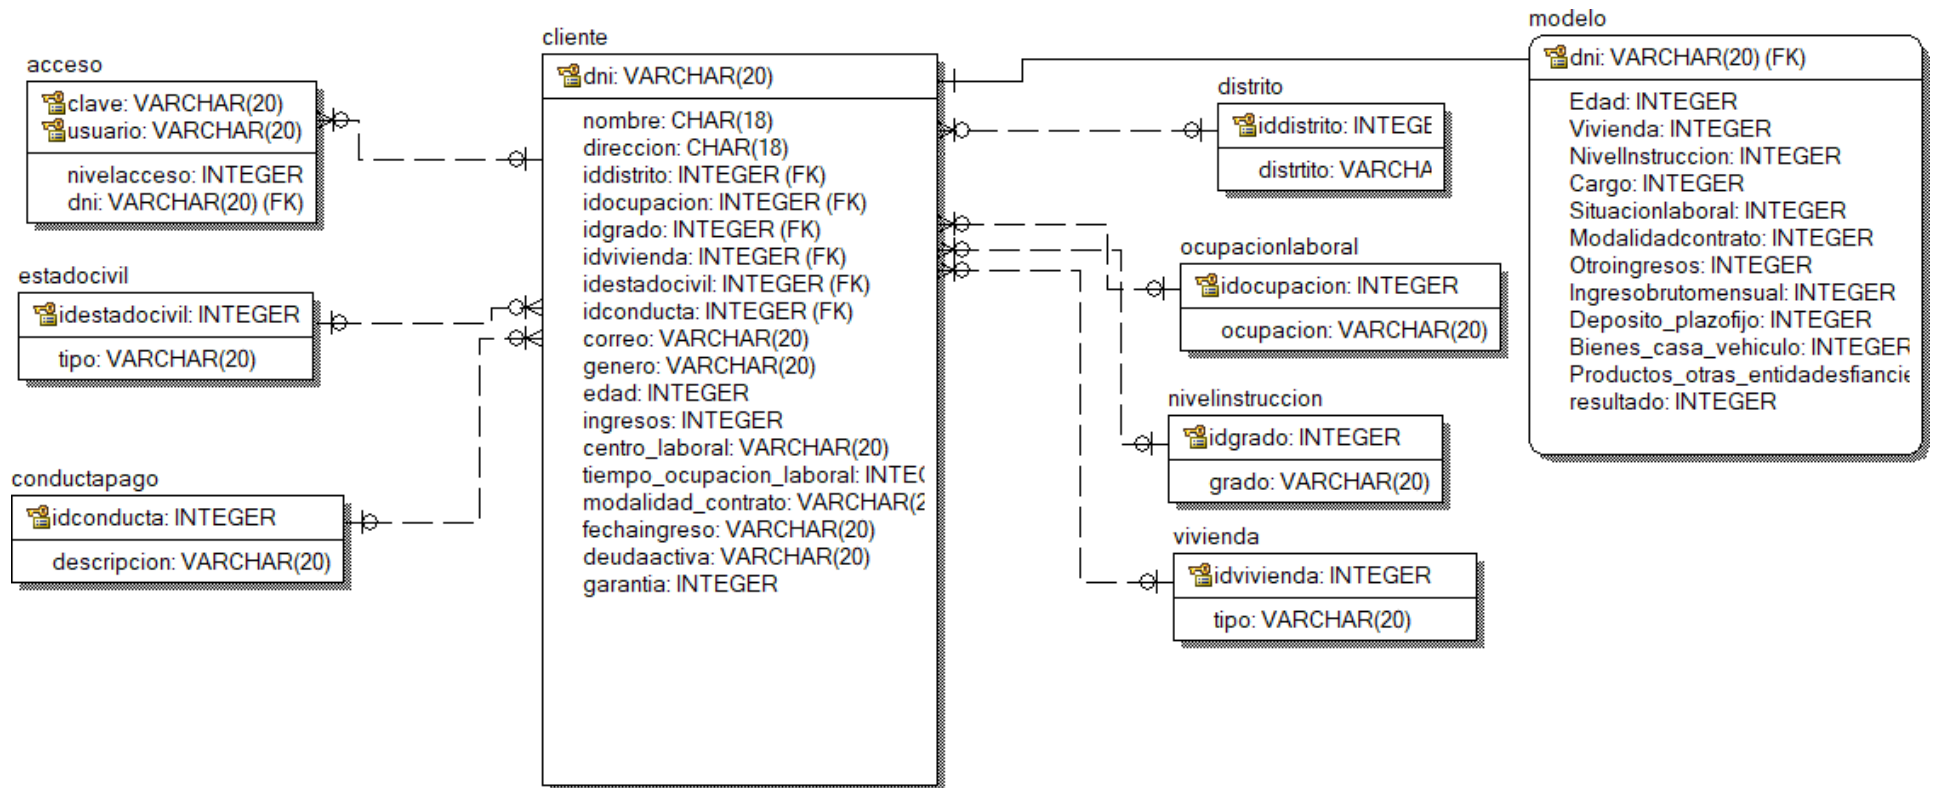 acceso
clave: VARCHAR(20)
usuario: VARCHAR(20)
nivelacceso: INTEGER
dni: VARCHAR(20) (FK)
estadocivil
idestadocivil: INTEGER
tipo: VARCHAR(20)
conductapago
idconducta: INTEGER
descripcion: VARCHAR(20)
cliente
dni: VARCHAR(20)
nombre: CHAR(18)
direccion: CHAR(18)
iddistrito: INTEGER (FK)
idocupacion: INTEGER (FK)
idgrado: INTEGER (FK)
idvivienda: INTEGER (FK)
idestadocivil: INTEGER (FK)
idconducta: INTEGER (FK)
correo: VARCHAR(20)
genero: VARCHAR(20)
edad: INTEGER
ingresos: INTEGER
centro_laboral: VARCHAR(20)
tiempo_ocupacion_laboral: INTEG
modalidad_contrato: VARCHAR(2
fechaingreso: VARCHAR(20)
deudaactiva: VARCHAR(20)
garantia: INTEGER
distrito
iddistrito: INTEGE
distrtito: VARCHA
ocupacionlaboral
idocupacion: INTEGER
ocupacion: VARCHAR(20)
nivelinstruccion
idgrado: INTEGER
grado: VARCHAR(20)
vivienda
idvivienda: INTEGER
tipo: VARCHAR(20)
modelo
dni: VARCHAR(20) (FK)
Edad: INTEGER
Vivienda: INTEGER
NivelInstruccion: INTEGER
Cargo: INTEGER
Situacionlaboral: INTEGER
Modalidadcontrato: INTEGER
Otroingresos: INTEGER
Ingresobrutomensual: INTEGER
Deposito_plazofijo: INTEGER
Bienes_casa_vehiculo: INTEGER
Productos_otras_entidadesfiancie
resultado: INTEGER